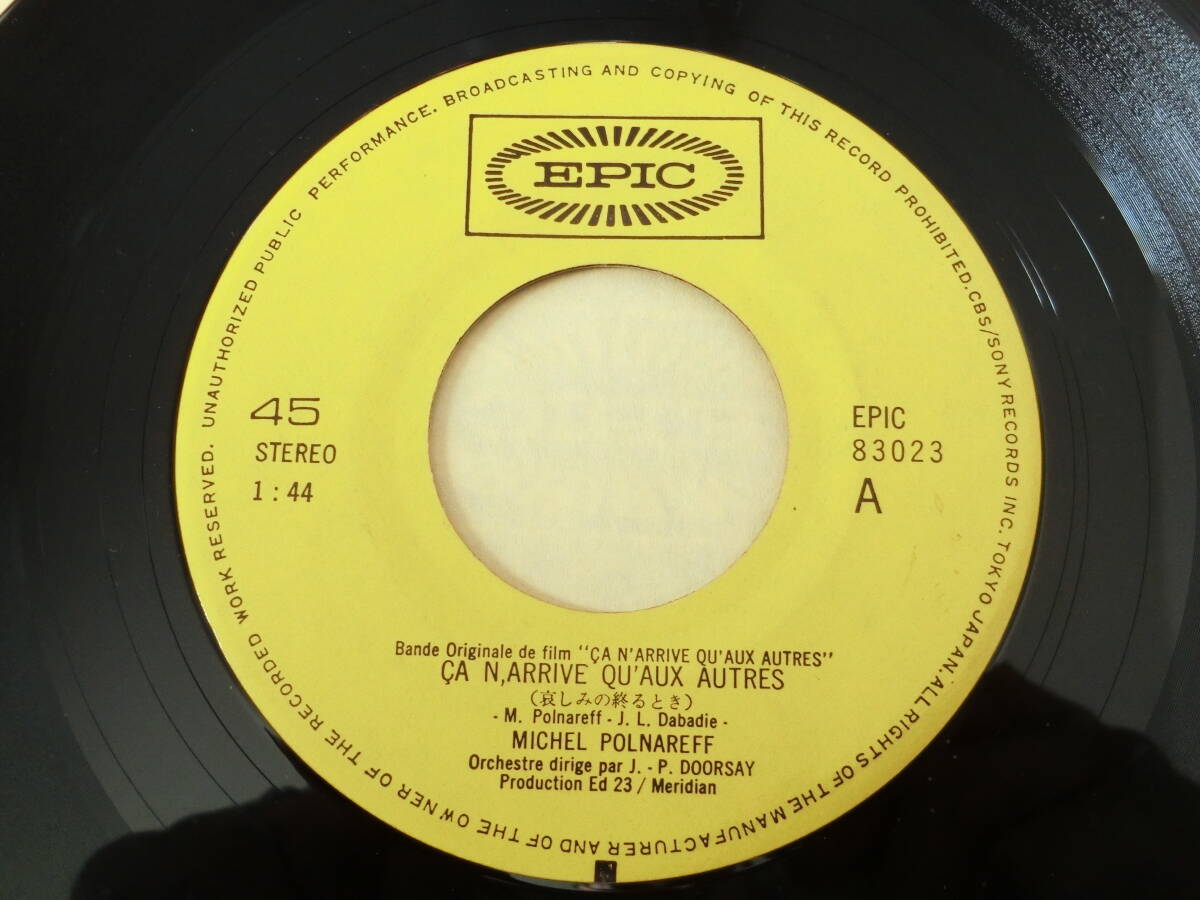 EPIC
45
STEREO
1:44
EPIC
83023
A
Bande Originale de film "ÇA N'ARRIVE QU'AUX AUTRES"
ÇA N,ARRIVE QU'AUX AUTRES
(哀しみの終るとき)
- M. Polnareff - J. L. Dabadie -
MICHEL POLNAREFF
Orchestre dirige par J. - P. DOORSAY
Production Ed 23 / Meridian
ALL RIGHTS OF THE MANUFACTURER AND OF THE OWNER OF THE RECORDED WORK RESERVED. UNAUTHORIZED PUBLIC PERFORMANCE. BROADCASTING AND COPYING OF THIS RECORD PROHIBITED. CBS/SONY RECORDS INC. TOKYO JAPAN.